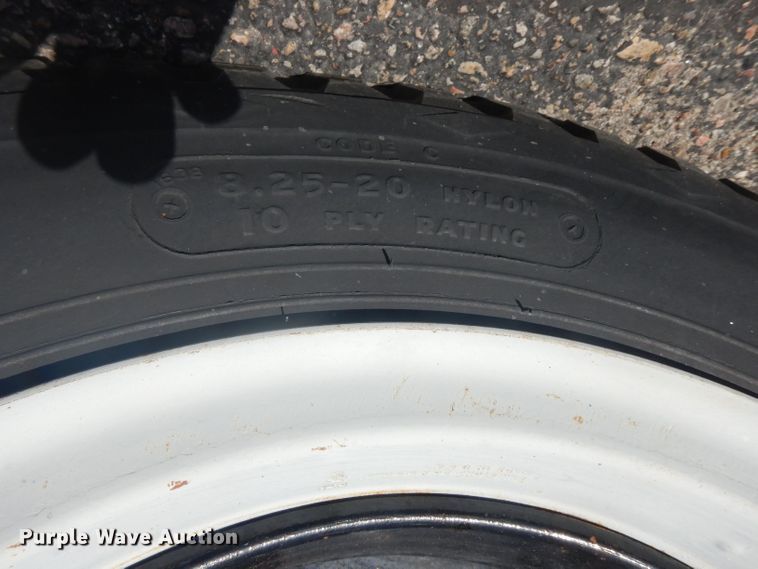 CODE C
8.25-20 NYLON
10 PLY RATING
Purple Wave Auction